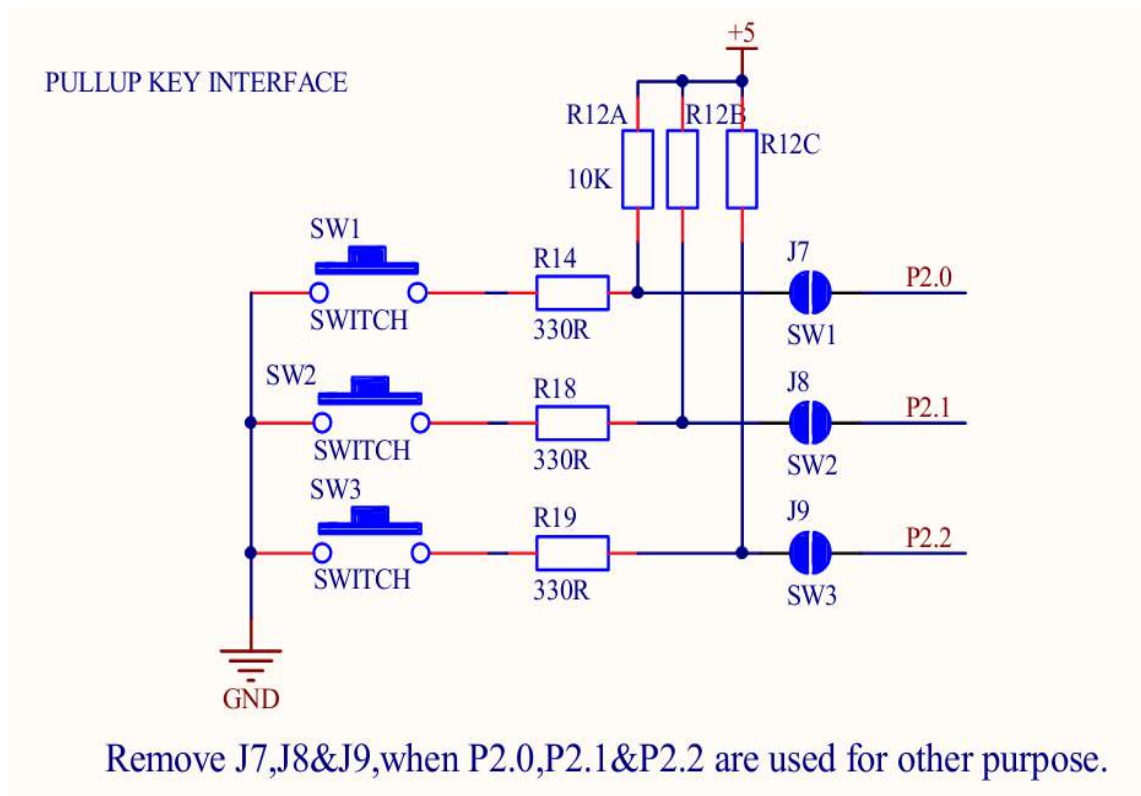 +5
PULLUP KEY INTERFACE
R12A
R12B
R12C
10K
SW1
SWITCH
R14
330R
J7
SW1
P2.0
SW2
SWITCH
R18
330R
J8
SW2
P2.1
SW3
SWITCH
R19
330R
J9
SW3
P2.2
GND
Remove J7,J8&J9,when P2.0,P2.1&P2.2 are used for other purpose.